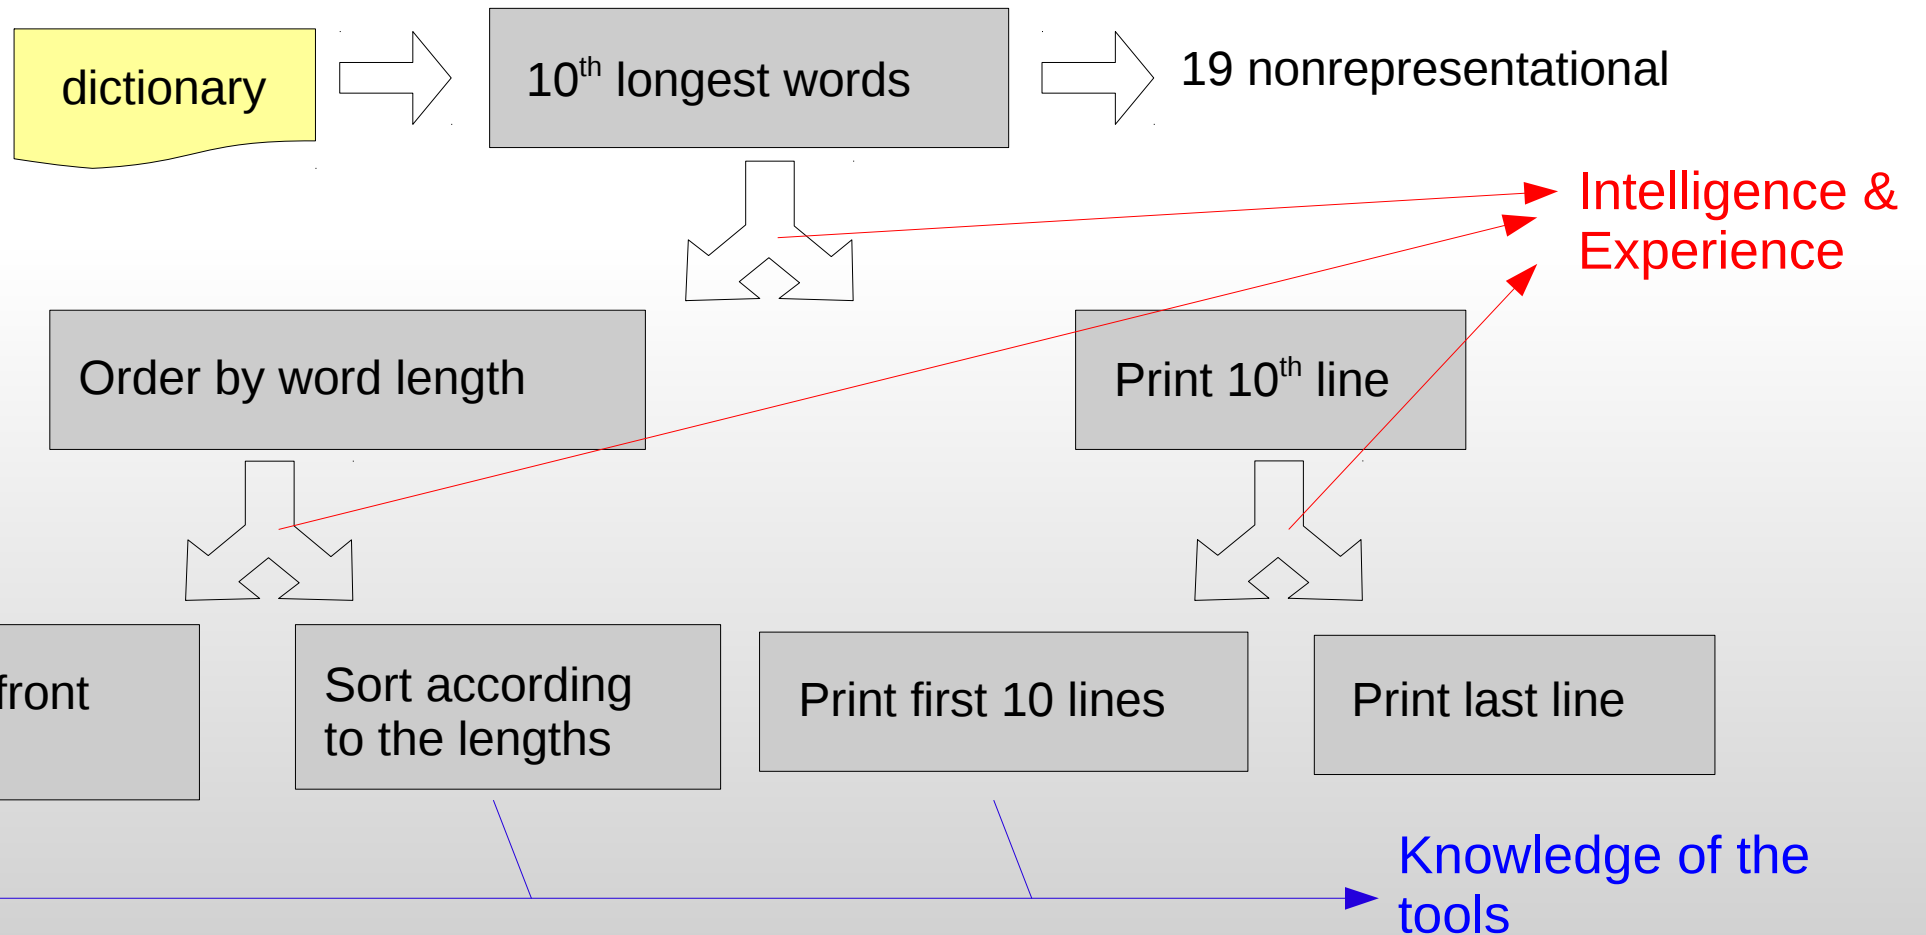 dictionary
10th longest words
19 nonrepresentational
Intelligence &
Experience
Order by word length
Print 10th line
front
Sort according
to the lengths
Print first 10 lines
Print last line
Knowledge of the
tools